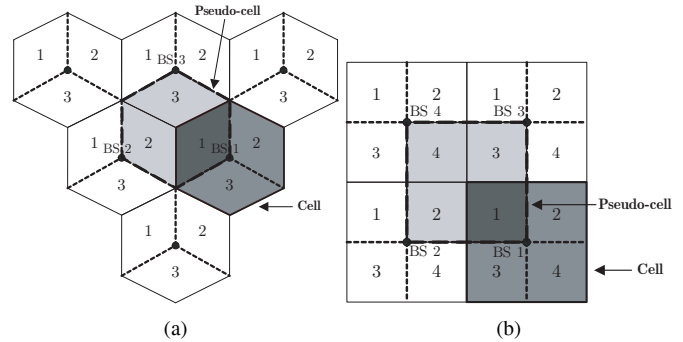 Pseudo-cell
1 2 1 2 1 2
BS 3
3 3 3
1 2 1 2
BS 2 BS 1
3 3
Cell
1 2
3
(a)
1 2 1 2
BS 4 BS 3
3 4 3 4
1 2 1 2
Pseudo-cell
BS 2 BS 1
3 4 3 4
Cell
(b)